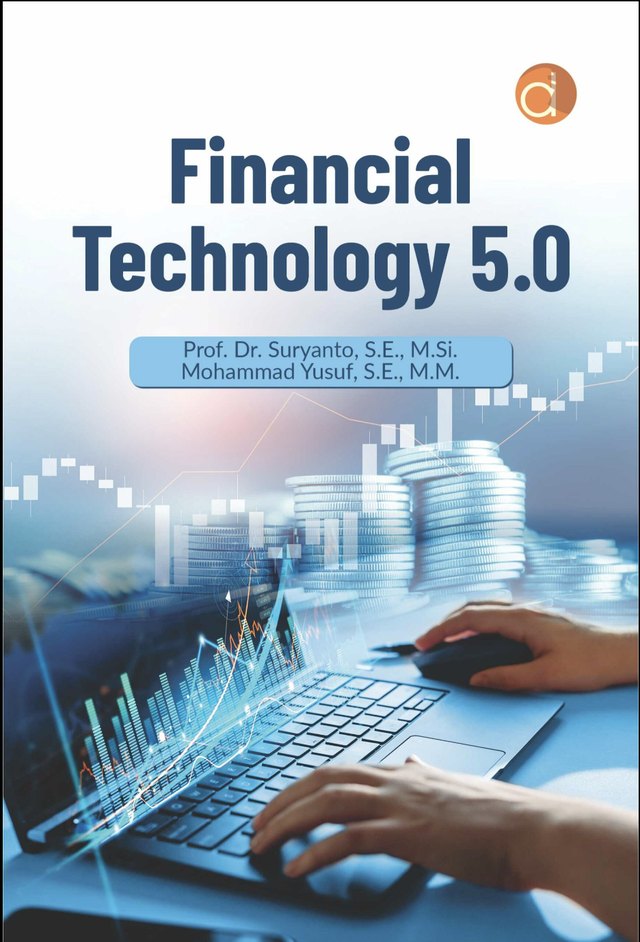 Financial
Technology 5.0
Prof. Dr. Suryanto, S.E., M.Si.
Mohammad Yusuf, S.E., M.M.